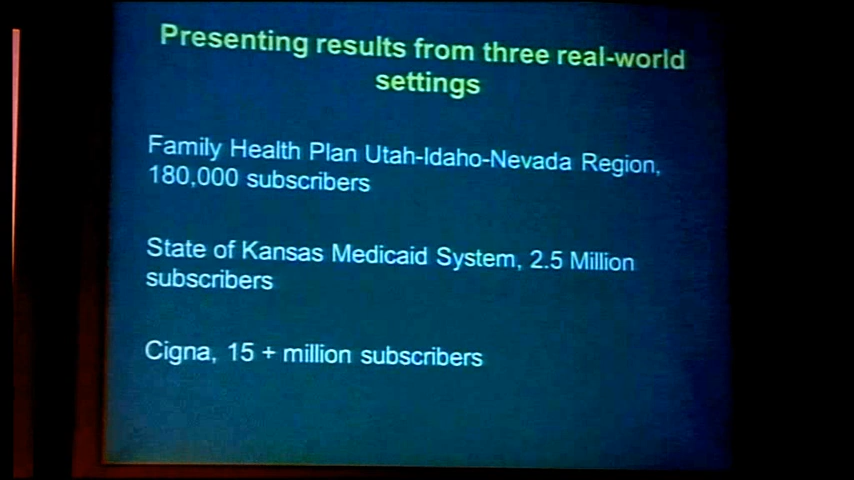 Presenting results from three real-world
settings
Family Health Plan Utah-Idaho-Nevada Region,
180,000 subscribers
State of Kansas Medicaid System, 2.5 Million
subscribers
Cigna, 15 + million subscribers